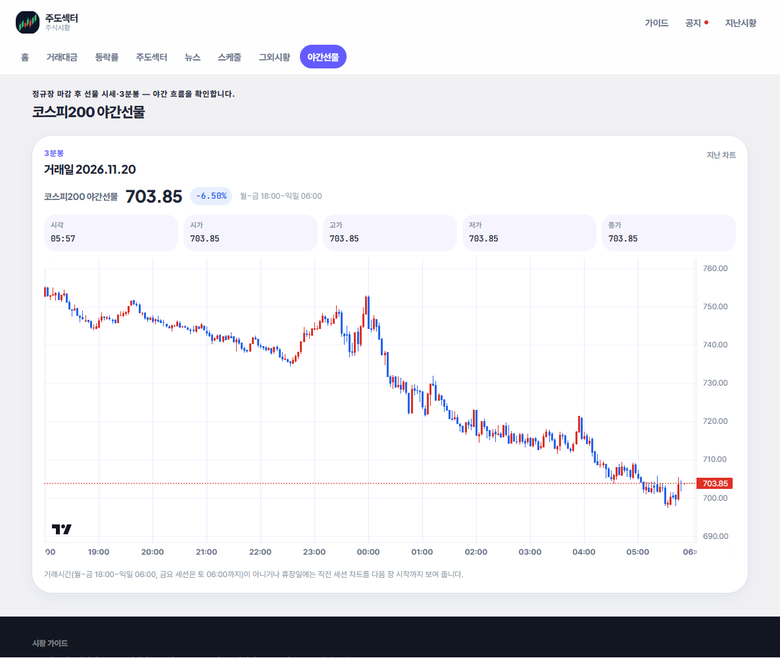 주도섹터
주식시황
가이드
공지
지난시황
홈
거래대금
등락률
주도섹터
뉴스
스케줄
그외시황
야간선물
정규장 마감 후 선물 시세·3분봉 — 야간 흐름을 확인합니다.
코스피200 야간선물
3분봉
거래일 2026.11.20
지난 차트
코스피200 야간선물 703.85 -6.50% 월–금 18:00–익일 06:00
시각
05:57
시가
703.85
고가
703.85
저가
703.85
종가
703.85
760.00
750.00
740.00
730.00
720.00
710.00
703.85
700.00
690.00
19:00
20:00
21:00
22:00
23:00
00:00
01:00
02:00
03:00
04:00
05:00
거래시간(월–금 18:00–익일 06:00, 금요 세션은 토 06:00까지)이 아니거나 휴장일에는 직전 세션 차트를 다음 장 시작까지 보여 줍니다.
시황 가이드